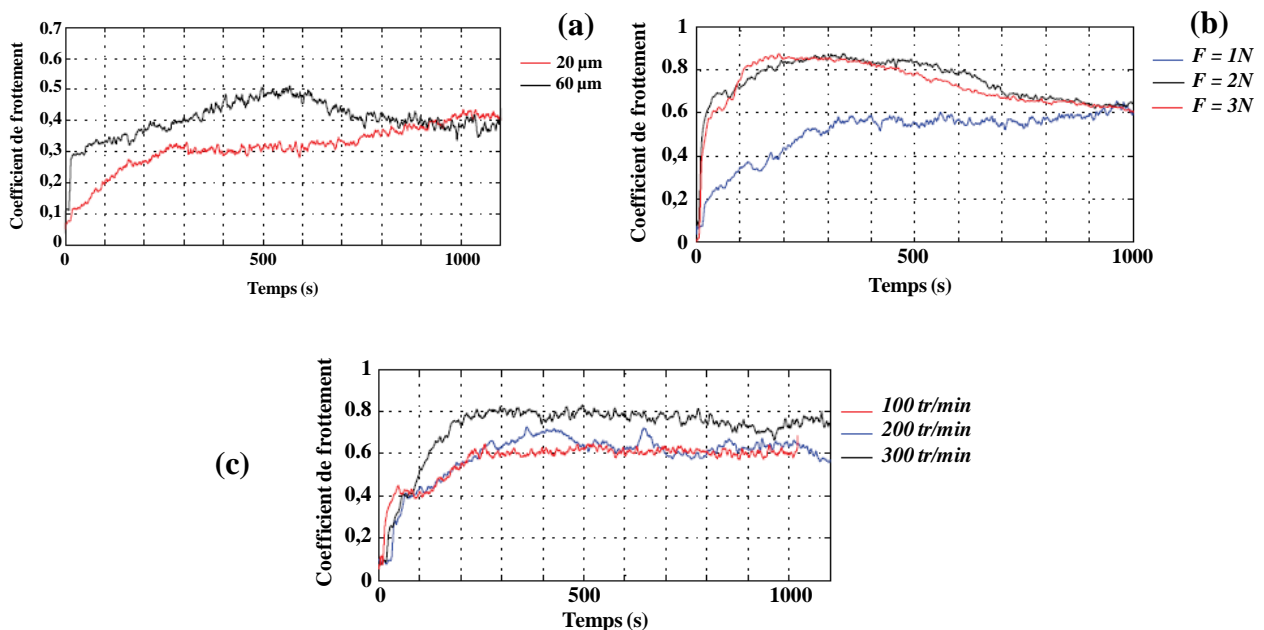 (a)
Coefficient de frottement
0.7
0.6
0.5
0.4
0.3
0.2
0,1
0
0
500
1000
Temps (s)
20 µm
60 µm
(b)
Coefficient de frottement
1
0.8
0.6
0,4
0,2
0
0
500
1000
Temps (s)
F = 1N
F = 2N
F = 3N
(c)
Coefficient de frottement
1
0.8
0.6
0,4
0,2
0
0
500
1000
Temps (s)
100 tr/min
200 tr/min
300 tr/min